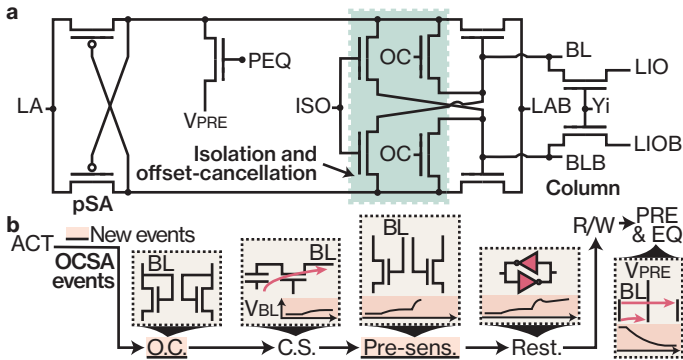 a
BL
LIO
PEQ
OC
LA
ISO
LAB
Yi
VPRE
OC
LIOB
Isolation and
offset-cancellation
BLB
pSA
Column
b
New events
R/W
PRE
& EQ
ACT
OCSA
events
BL
BL
BL
VBL
VPRE
BL
O.C.
C.S.
Pre-sens.
Rest.